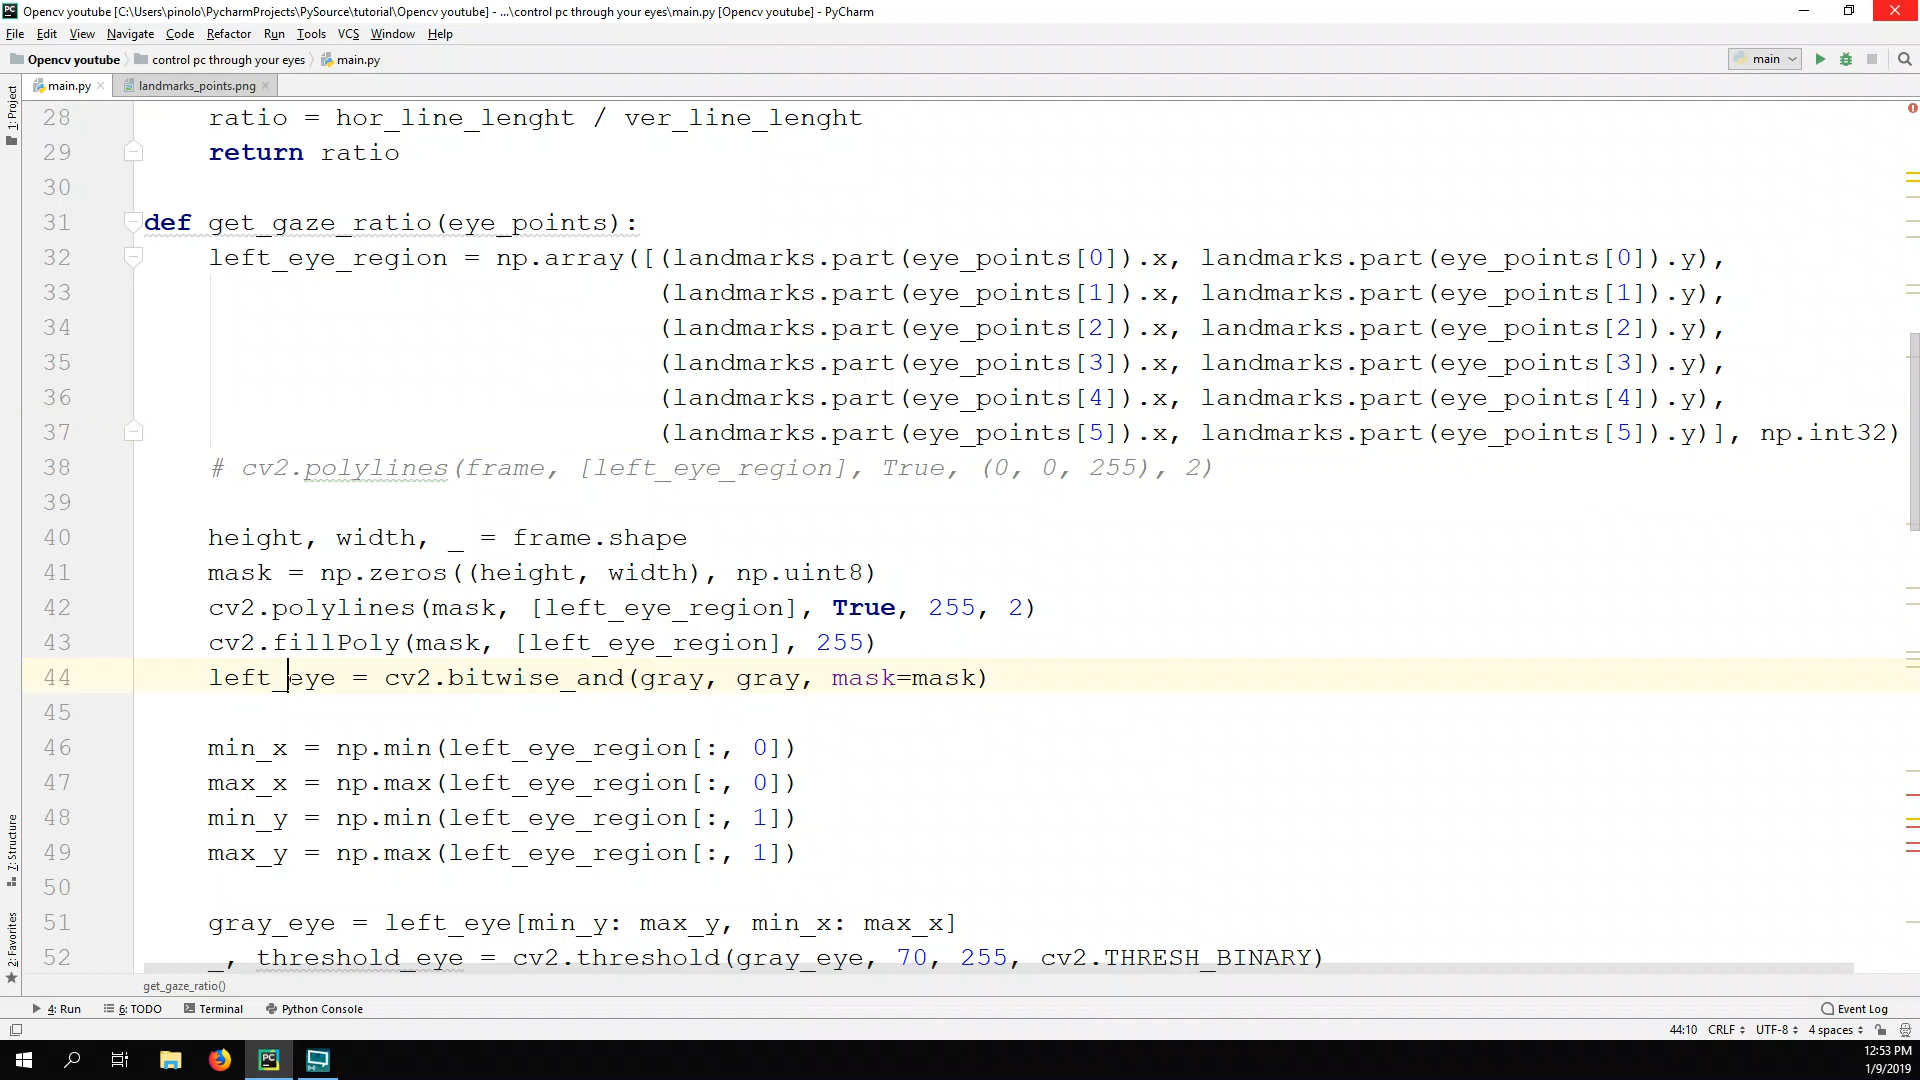 Opencv youtube [C:\Users\pinolo\PycharmProjects\PySource\tutorial\Opencv youtube] - ...\control pc through your eyes\main.py [Opencv youtube] - PyCharm
File Edit View Navigate Code Refactor Run Tools VCS Window Help
Opencv youtube control pc through your eyes main.py main
main.py landmarks_points.png
1: Project
28 ratio = hor_line_lenght / ver_line_lenght
29 return ratio
30
31 def get_gaze_ratio(eye_points):
32 left_eye_region = np.array([(landmarks.part(eye_points[0]).x, landmarks.part(eye_points[0]).y),
33 (landmarks.part(eye_points[1]).x, landmarks.part(eye_points[1]).y),
34 (landmarks.part(eye_points[2]).x, landmarks.part(eye_points[2]).y),
35 (landmarks.part(eye_points[3]).x, landmarks.part(eye_points[3]).y),
36 (landmarks.part(eye_points[4]).x, landmarks.part(eye_points[4]).y),
37 (landmarks.part(eye_points[5]).x, landmarks.part(eye_points[5]).y)], np.int32)
38 # cv2.polylines(frame, [left_eye_region], True, (0, 0, 255), 2)
39
40 height, width, _ = frame.shape
41 mask = np.zeros((height, width), np.uint8)
42 cv2.polylines(mask, [left_eye_region], True, 255, 2)
43 cv2.fillPoly(mask, [left_eye_region], 255)
44 left_eye = cv2.bitwise_and(gray, gray, mask=mask)
45
46 min_x = np.min(left_eye_region[:, 0])
47 max_x = np.max(left_eye_region[:, 0])
48 min_y = np.min(left_eye_region[:, 1])
49 max_y = np.max(left_eye_region[:, 1])
50
51 gray_eye = left_eye[min_y: max_y, min_x: max_x]
52 _, threshold_eye = cv2.threshold(gray_eye, 70, 255, cv2.THRESH_BINARY)
7: Structure
2: Favorites
get_gaze_ratio()
4: Run 6: TODO Terminal Python Console Event Log
44:10 CRLF UTF-8 4 spaces
PC
12:53 PM
1/9/2019